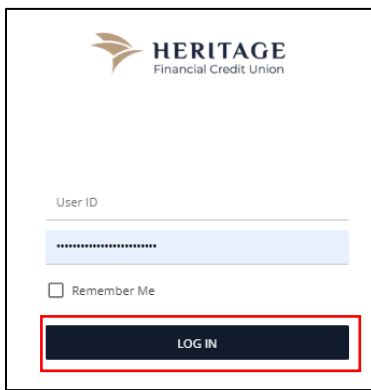 HERITAGE
Financial Credit Union
User ID
••••••••••••••••••••••••
Remember Me
LOG IN